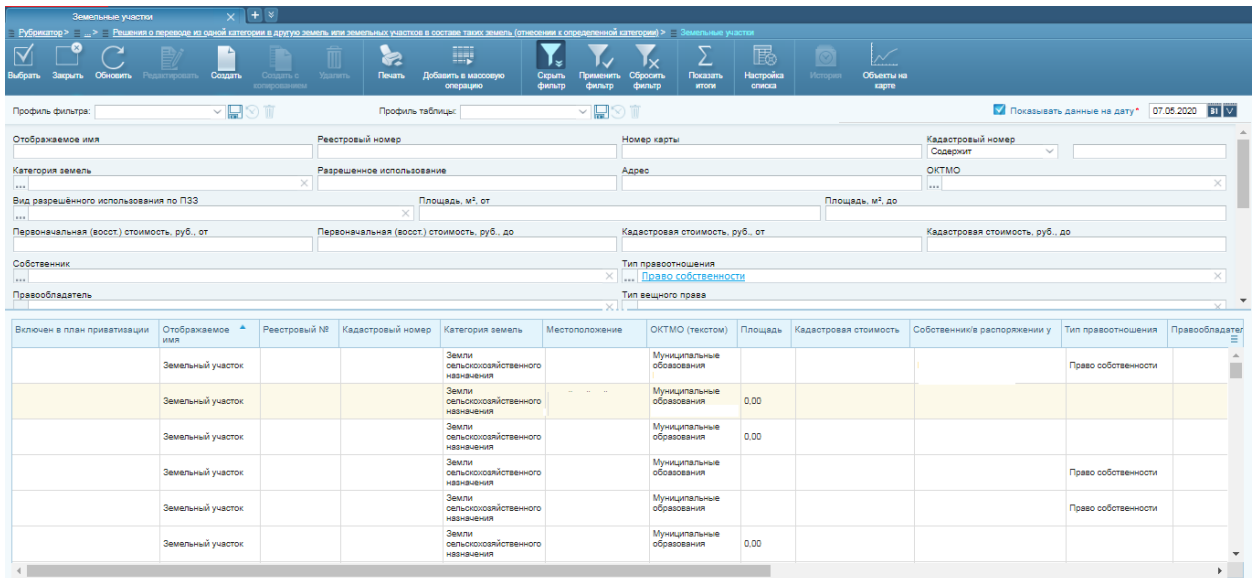 Земельные участки
Рубрикатор > ... > Решения о переводе из одной категории в другую земель или земельных участков в составе таких земель (отнесении к определенной категории) > Земельные участки
Выбрать Закрыть Обновить Редактировать Создать Создать с копированием Удалить Печать Добавить в массовую операцию Скрыть фильтр Применить фильтр Сбросить фильтр Показать итоги Настройка списка История Объекты на карте
Профиль фильтра: Профиль таблицы: Показывать данные на дату* 07.05.2020
Отображаемое имя Реестровый номер Номер карты Кадастровый номер
Содержит
Категория земель Разрешенное использование Адрес ОКТМО
...  ...
Вид разрешённого использования по ПЗЗ Площадь, м², от Площадь, м², до
...
Первоначальная (восст.) стоимость, руб., от Первоначальная (восст.) стоимость, руб., до Кадастровая стоимость, руб., от Кадастровая стоимость, руб., до
Собственник Тип правоотношения
... ... Право собственности
Правообладатель Тип вещного права
Включен в план приватизации Отображаемое имя Реестровый № Кадастровый номер Категория земель Местоположение ОКТМО (текстом) Площадь Кадастровая стоимость Собственник/в распоряжении у Тип правоотношения Правообладател
Земельный участок Земли сельскохозяйственного назначения Муниципальные образования Право собственности
Земельный участок Земли сельскохозяйственного назначения Муниципальные образования 0,00
Земельный участок Земли сельскохозяйственного назначения Муниципальные образования 0,00
Земельный участок Земли сельскохозяйственного назначения Муниципальные образования Право собственности
Земельный участок Земли сельскохозяйственного назначения Муниципальные образования Право собственности
Земельный участок Земли сельскохозяйственного назначения Муниципальные образования 0,00